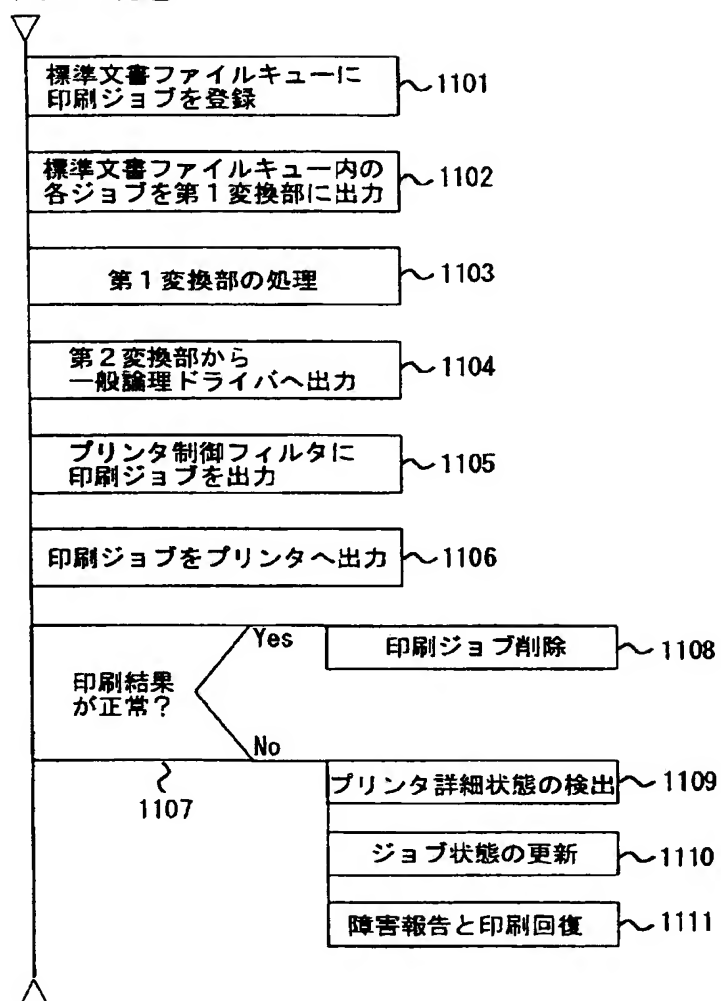 標準文書ファイルキューに
印刷ジョブを登録
1101
標準文書ファイルキュー内の
各ジョブを第1変換部に出力
1102
第1変換部の処理
1103
第2変換部から
一般論理ドライバへ出力
1104
プリンタ制御フィルタに
印刷ジョブを出力
1105
印刷ジョブをプリンタへ出力
1106
印刷結果
が正常?
1107
Yes
印刷ジョブ削除
1108
No
プリンタ詳細状態の検出
1109
ジョブ状態の更新
1110
障害報告と印刷回復
1111